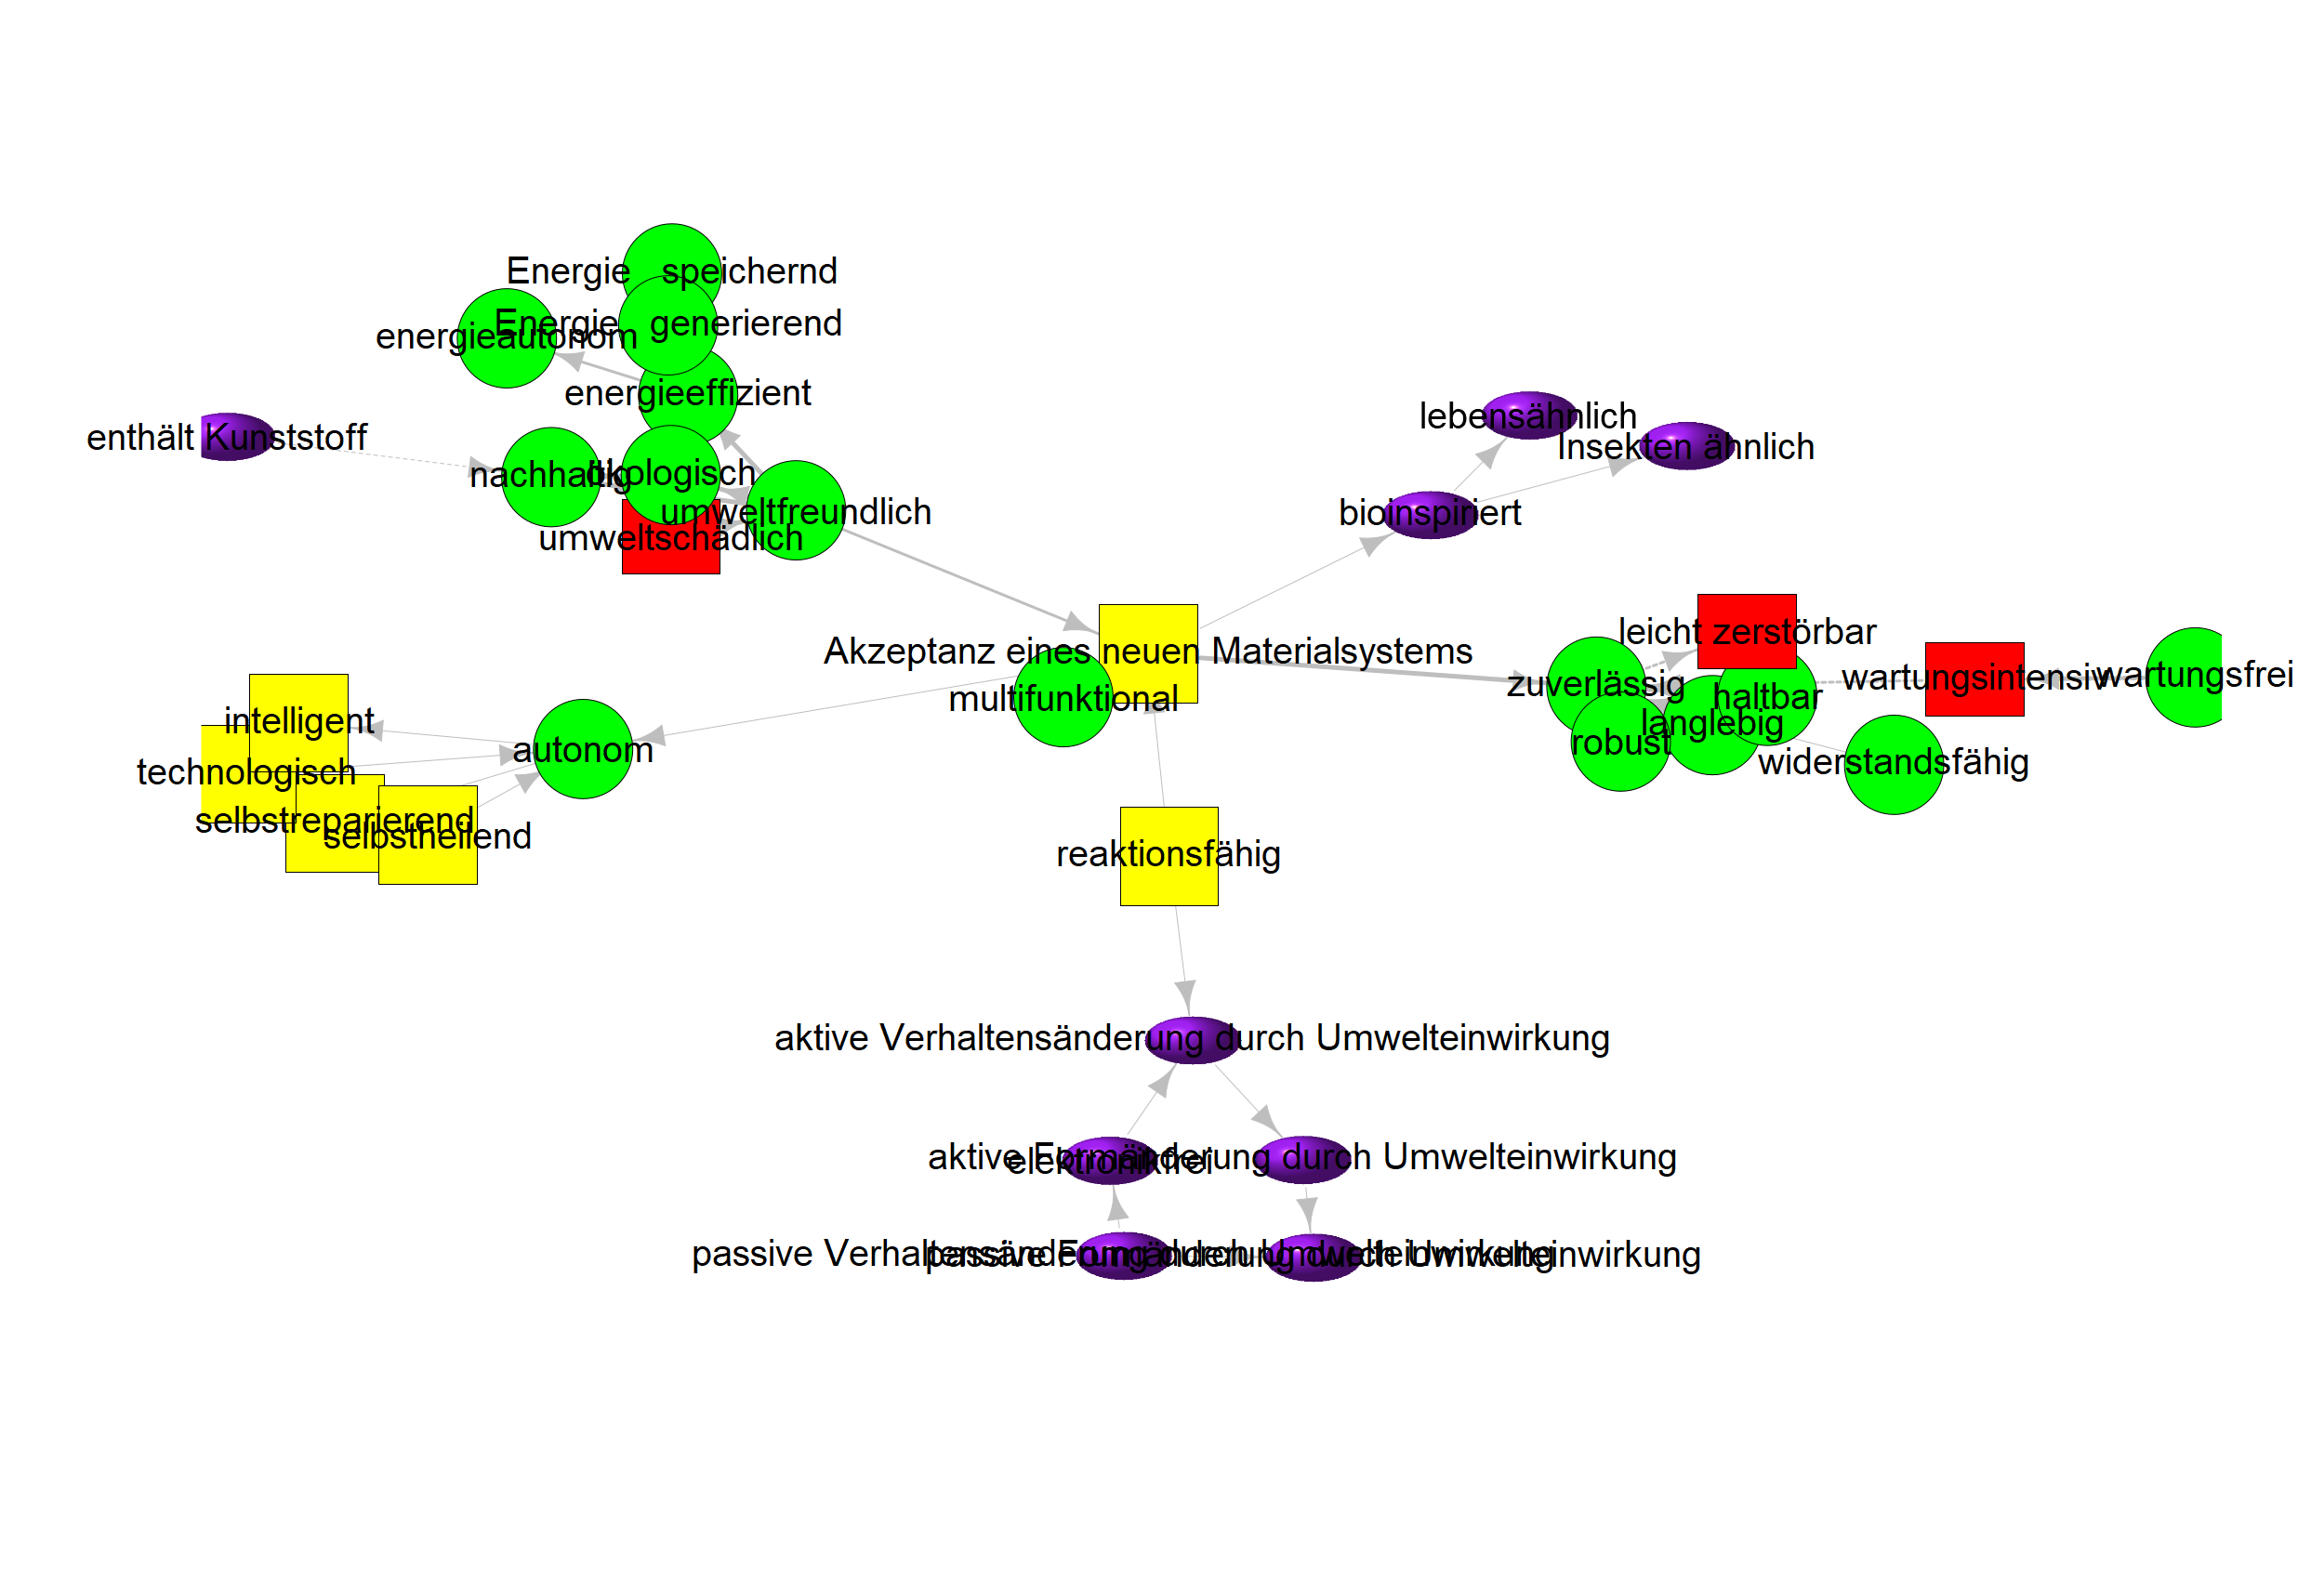 Energie speichernd
Energie generierend
energieautonom
energieeffizient
lebensähnlich
enthält Kunststoff
Insekten ähnlich
nachhaltig
ökologisch
umweltfreundlich
bioinspiriert
umweltschädlich
leicht zerstörbar
Akzeptanz eines neuen Materialsystems
zuverlässig
wartungsintensiv
wartungsfrei
multifunktional
haltbar
intelligent
langlebig
robust
autonom
widerstandsfähig
technologisch
selbstreparierend
selbstheilend
reaktionsfähig
aktive Verhaltensänderung durch Umwelteinwirkung
aktive Formänderung durch Umwelteinwirkung
elektronikfrei
passive Verhaltensänderung durch Umwelteinwirkung
passive Formänderung durch Umwelteinwirkung